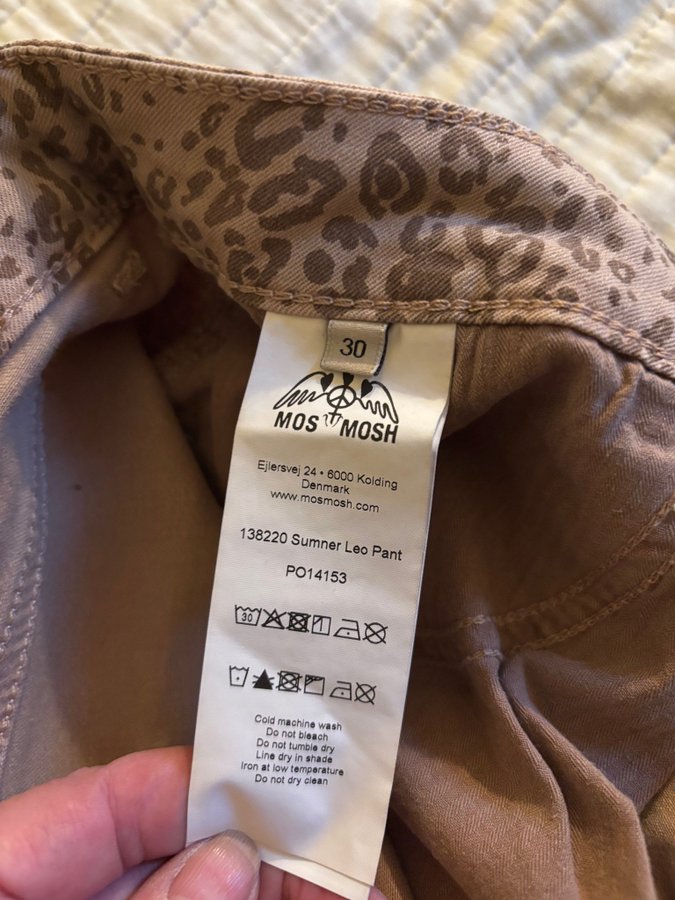 30
MOS MOSH
Ejlersvej 24 • 6000 Kolding
Denmark
www.mosmosh.com
138220 Sumner Leo Pant
PO14153
30
Cold machine wash
Do not bleach
Do not tumble dry
Line dry in shade
Iron at low temperature
Do not dry clean